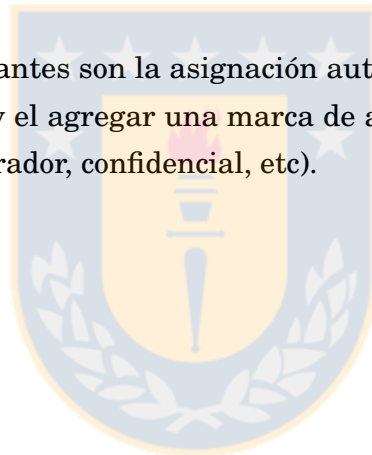 antes son la asignación aut
y el agregar una marca de a
rador, confidencial, etc).